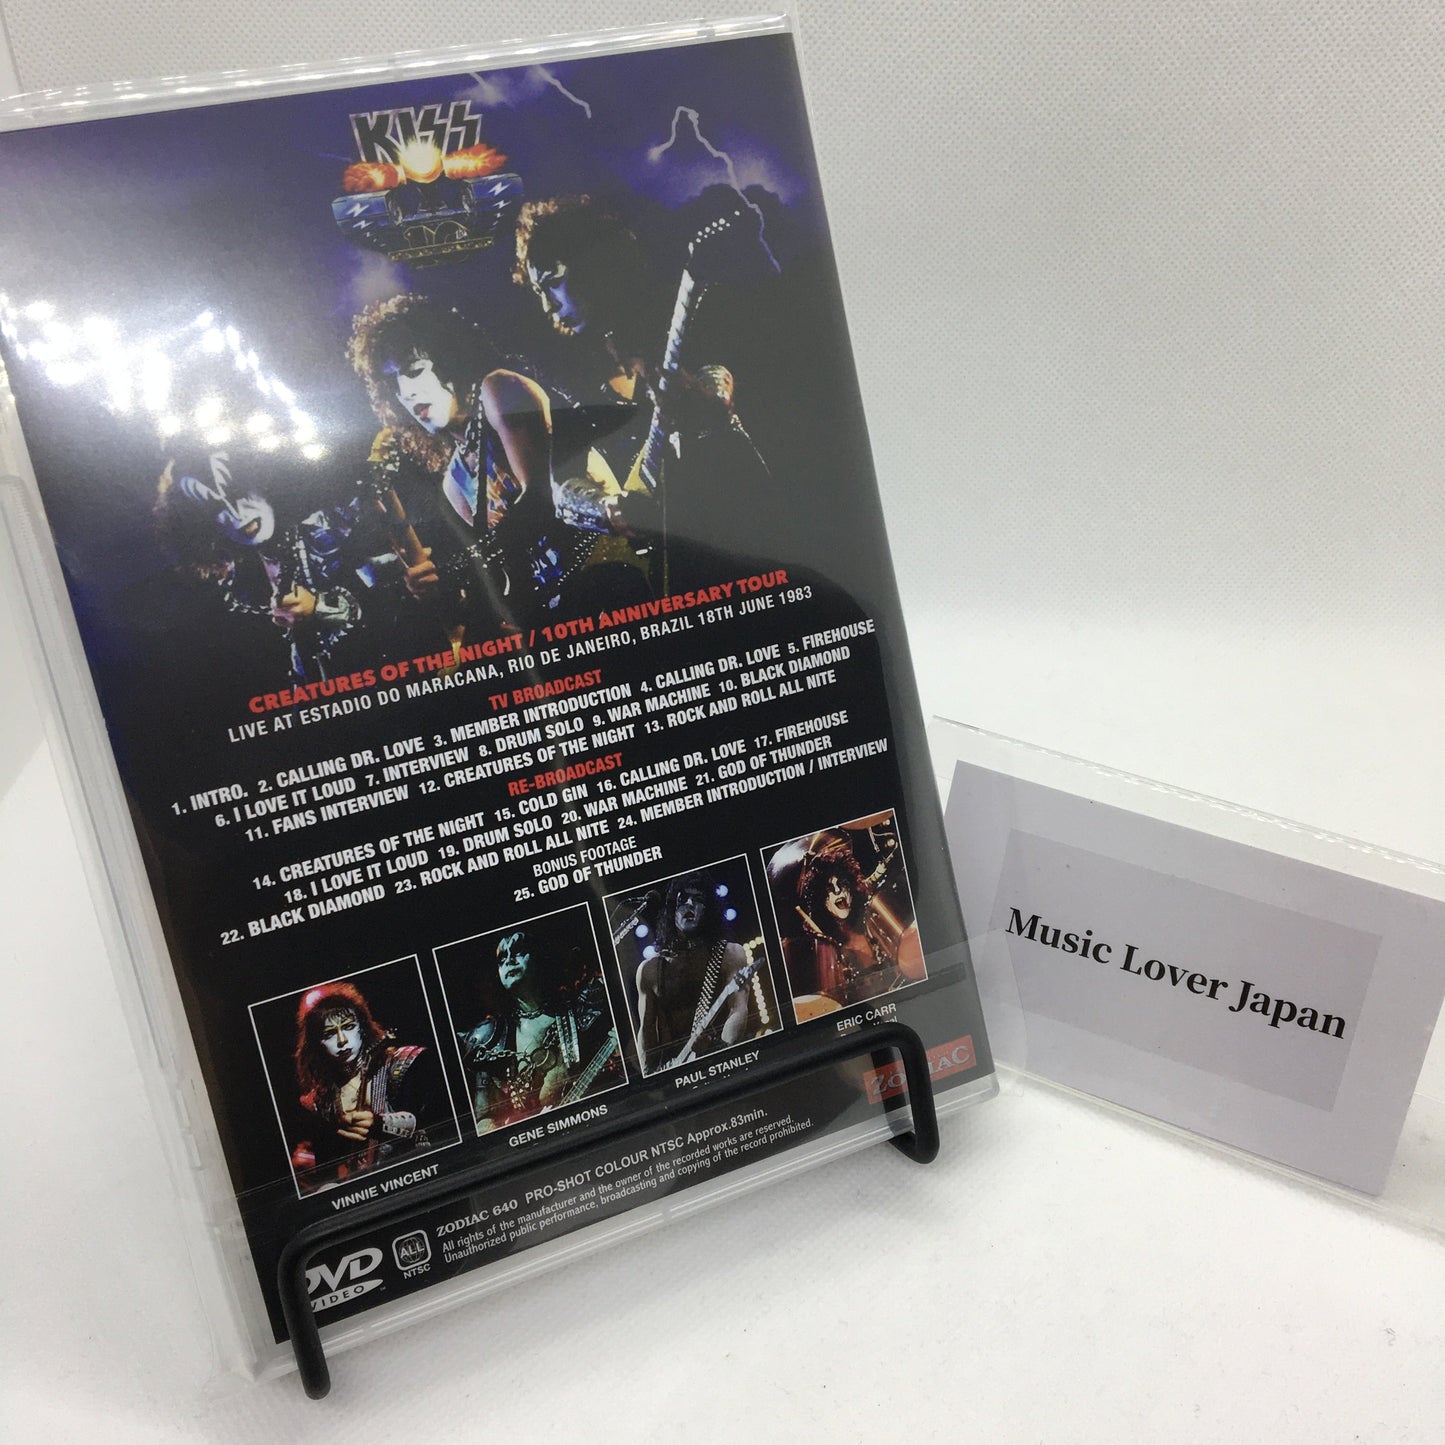 KISS
CREATURES OF THE NIGHT / 10TH ANNIVERSARY TOUR
LIVE AT ESTADIO DO MARACANA, RIO DE JANEIRO, BRAZIL 18TH JUNE 1983
TV BROADCAST
1. INTRO. 2. CALLING DR. LOVE 3. MEMBER INTRODUCTION 4. CALLING DR. LOVE 5. FIREHOUSE
6. I LOVE IT LOUD 7. INTERVIEW 8. DRUM SOLO 9. WAR MACHINE 10. BLACK DIAMOND
11. FANS INTERVIEW 12. CREATURES OF THE NIGHT 13. ROCK AND ROLL ALL NITE
RE-BROADCAST
14. CREATURES OF THE NIGHT 15. COLD GIN 16. CALLING DR. LOVE 17. FIREHOUSE
18. I LOVE IT LOUD 19. DRUM SOLO 20. WAR MACHINE 21. GOD OF THUNDER
22. BLACK DIAMOND 23. ROCK AND ROLL ALL NITE 24. MEMBER INTRODUCTION / INTERVIEW
BONUS FOOTAGE
25. GOD OF THUNDER
VINNIE VINCENT
GENE SIMMONS
PAUL STANLEY
ERIC CARR
ZODIAC
ZODIAC 640 PRO-SHOT COLOUR NTSC Approx.83min.
All rights of the manufacturer and the owner of the recorded works are reserved.
Unauthorized public performance, broadcasting and copying of the record prohibited.
DVD
VIDEO
ALL
NTSC
Music Lover Japan